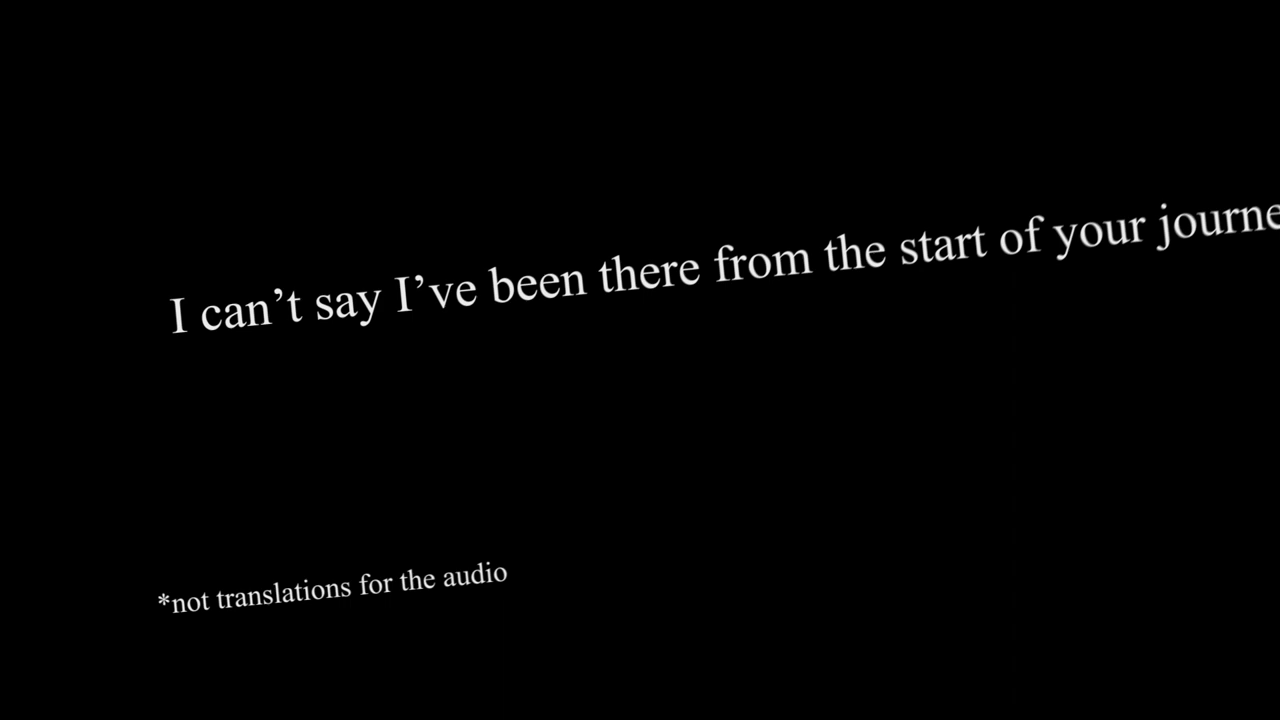 I can’t say I’ve been there from the start of your journe
*not translations for the audio